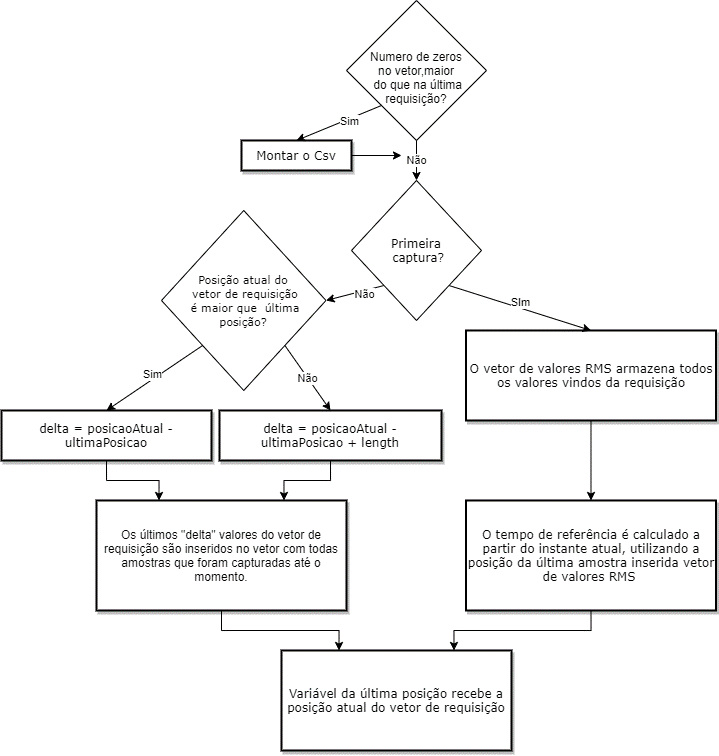 Numero de zeros
no vetor,maior
do que na última
requisição?
Sim
Montar o Csv
Não
Primeira
captura?
Não
SIm
Posição atual do
vetor de requisição
é maior que última
posição?
O vetor de valores RMS armazena todos
os valores vindos da requisição
Sim
Não
delta = posicaoAtual -
ultimaPosicao
delta = posicaoAtual -
ultimaPosicao + length
Os últimos "delta" valores do vetor de
requisição são inseridos no vetor com todas
amostras que foram capturadas até o
momento.
O tempo de referência é calculado a
partir do instante atual, utilizando a
posição da última amostra inserida vetor
de valores RMS
Variável da última posição recebe a
posição atual do vetor de requisição